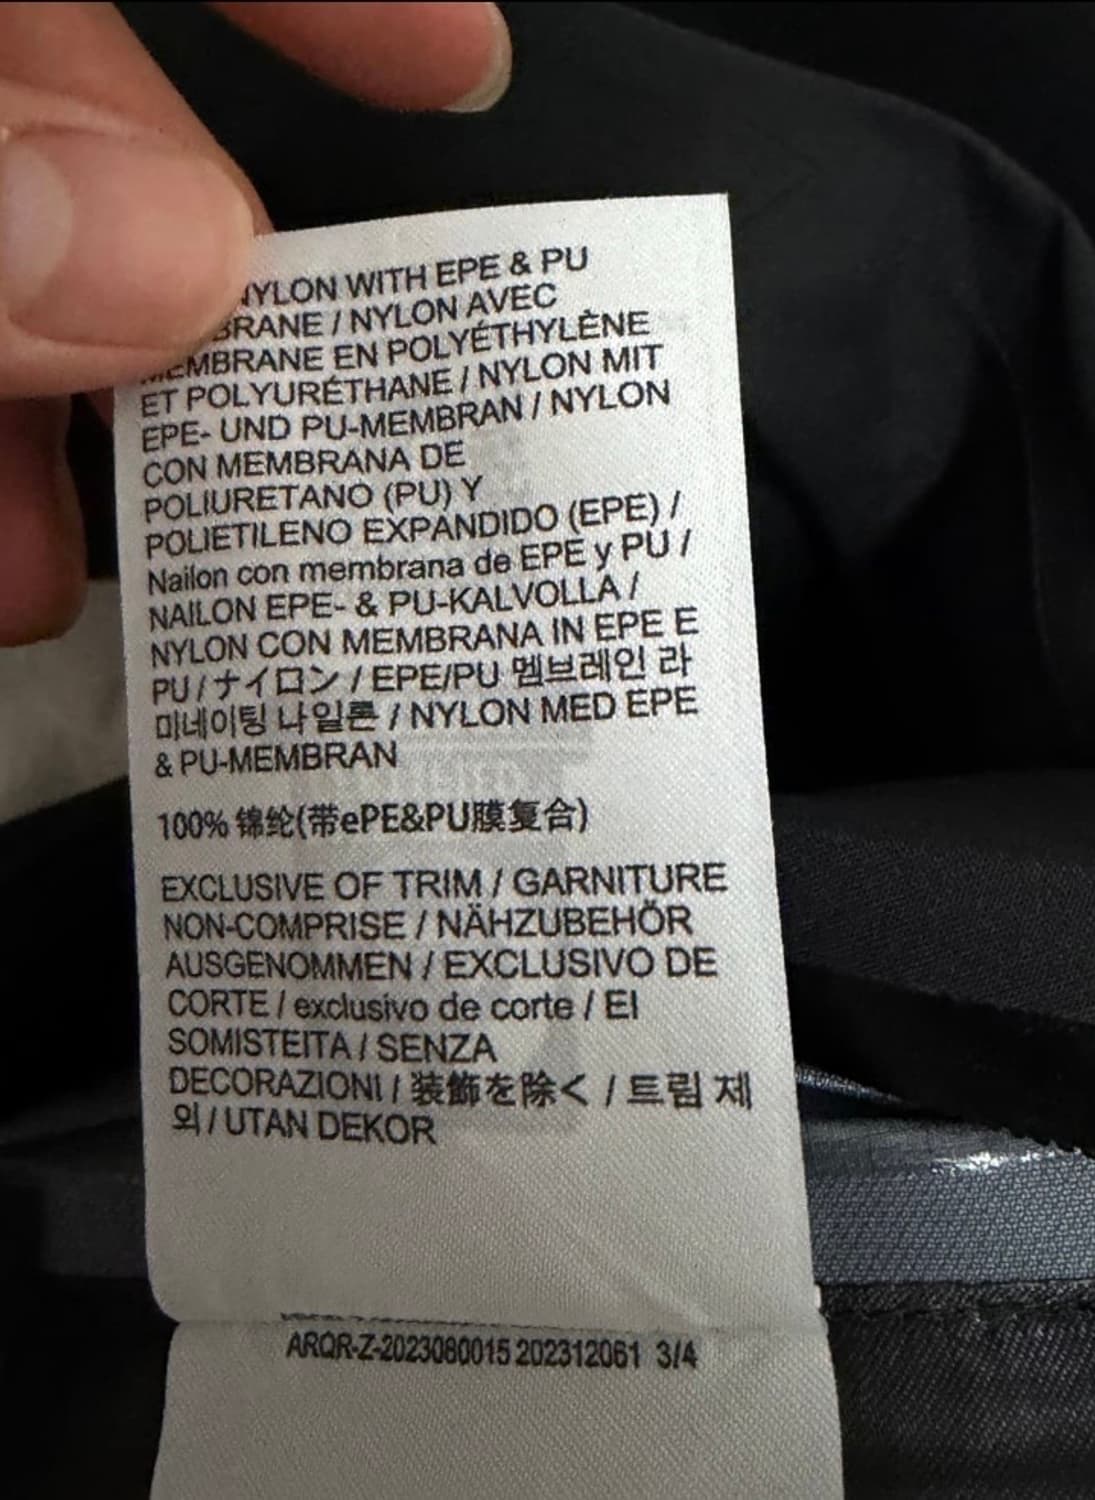 NYLON WITH EPE & PU
BRANE / NYLON AVEC
MEMBRANE EN POLYÉTHYLÈNE
ET POLYURÉTHANE / NYLON MIT
EPE- UND PU-MEMBRAN / NYLON
CON MEMBRANA DE
POLIURETANO (PU) Y
POLIETILENO EXPANDIDO (EPE) /
Nailon con membrana de EPE y PU /
NAILON EPE- & PU-KALVOLLA /
NYLON CON MEMBRANA IN EPE E
PU / ナイロン / EPE/PU 멤브레인 라
미네이팅 나일론 / NYLON MED EPE
& PU-MEMBRAN
100% 锦纶(带ePE&PU膜复合)
EXCLUSIVE OF TRIM / GARNITURE
NON-COMPRISE / NÄHZUBEHÖR
AUSGENOMMEN / EXCLUSIVO DE
CORTE / exclusivo de corte / EI
SOMISTEITA / SENZA
DECORAZIONI / 装飾を除く / 트림 제
외 / UTAN DEKOR
ARQR-Z-2023080015 202312061 3/4